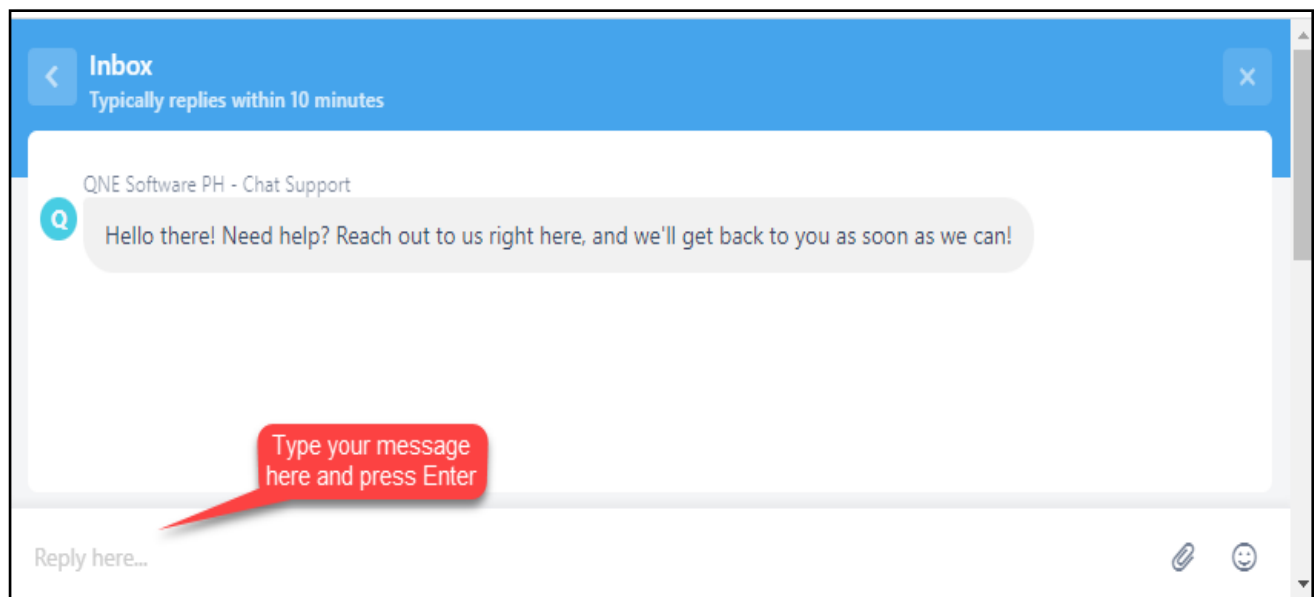 Inbox
Typically replies within 10 minutes
QNE Software PH - Chat Support
Q
Hello there! Need help? Reach out to us right here, and we'll get back to you as soon as we can!
Type your message
here and press Enter
Reply here...